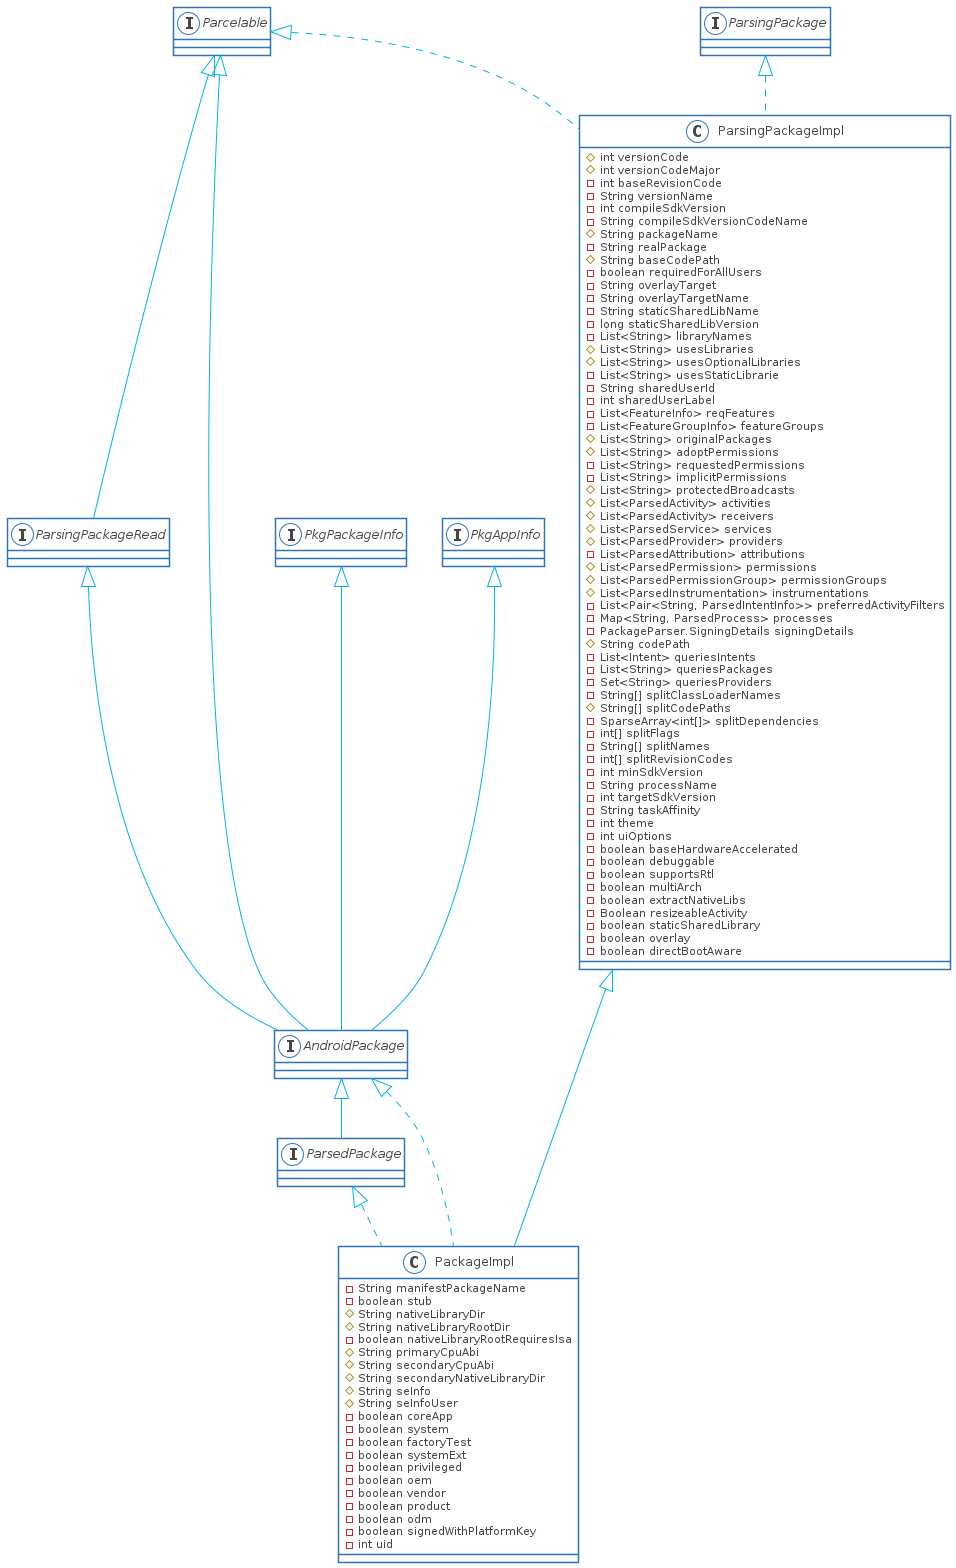 I Parcelable
I ParsingPackage
C ParsingPackageImpl
int versionCode
int versionCodeMajor
int baseRevisionCode
String versionName
int compileSdkVersion
String compileSdkVersionCodeName
String packageName
String realPackage
String baseCodePath
boolean requiredForAllUsers
String overlayTarget
String overlayTargetName
String staticSharedLibName
long staticSharedLibVersion
List<String> libraryNames
List<String> usesLibraries
List<String> usesOptionalLibraries
List<String> usesStaticLibrarie
String sharedUserId
int sharedUserLabel
List<FeatureInfo> reqFeatures
List<FeatureGroupInfo> featureGroups
List<String> originalPackages
List<String> adoptPermissions
List<String> requestedPermissions
List<String> implicitPermissions
List<String> protectedBroadcasts
List<ParsedActivity> activities
List<ParsedActivity> receivers
List<ParsedService> services
List<ParsedProvider> providers
List<ParsedAttribution> attributions
List<ParsedPermission> permissions
List<ParsedPermissionGroup> permissionGroups
List<ParsedInstrumentation> instrumentations
List<Pair<String, ParsedIntentInfo>> preferredActivityFilters
Map<String, ParsedProcess> processes
PackageParser.SigningDetails signingDetails
String codePath
List<Intent> queriesIntents
List<String> queriesPackages
Set<String> queriesProviders
String[] splitClassLoaderNames
String[] splitCodePaths
SparseArray<int[]> splitDependencies
int[] splitFlags
String[] splitNames
int[] splitRevisionCodes
int minSdkVersion
String processName
int targetSdkVersion
String taskAffinity
int theme
int uiOptions
boolean baseHardwareAccelerated
boolean debuggable
boolean supportsRtl
boolean multiArch
boolean extractNativeLibs
Boolean resizeableActivity
boolean staticSharedLibrary
boolean overlay
boolean directBootAware
I ParsingPackageRead
I PkgPackageInfo
I PkgAppInfo
I AndroidPackage
I ParsedPackage
C PackageImpl
String manifestPackageName
boolean stub
String nativeLibraryDir
String nativeLibraryRootDir
boolean nativeLibraryRootRequiresIsa
String primaryCpuAbi
String secondaryCpuAbi
String secondaryNativeLibraryDir
String seInfo
String seInfoUser
boolean coreApp
boolean system
boolean factoryTest
boolean systemExt
boolean privileged
boolean oem
boolean vendor
boolean product
boolean odm
boolean signedWithPlatformKey
int uid